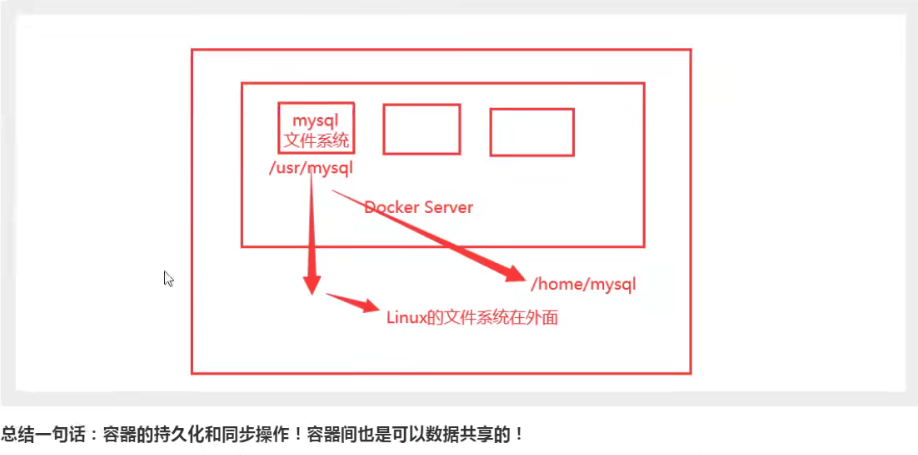 mysql
文件系统
/usr/mysql
Docker Server
/home/mysql
Linux的文件系统在外面
总结一句话：容器的持久化和同步操作！容器间也是可以数据共享的！